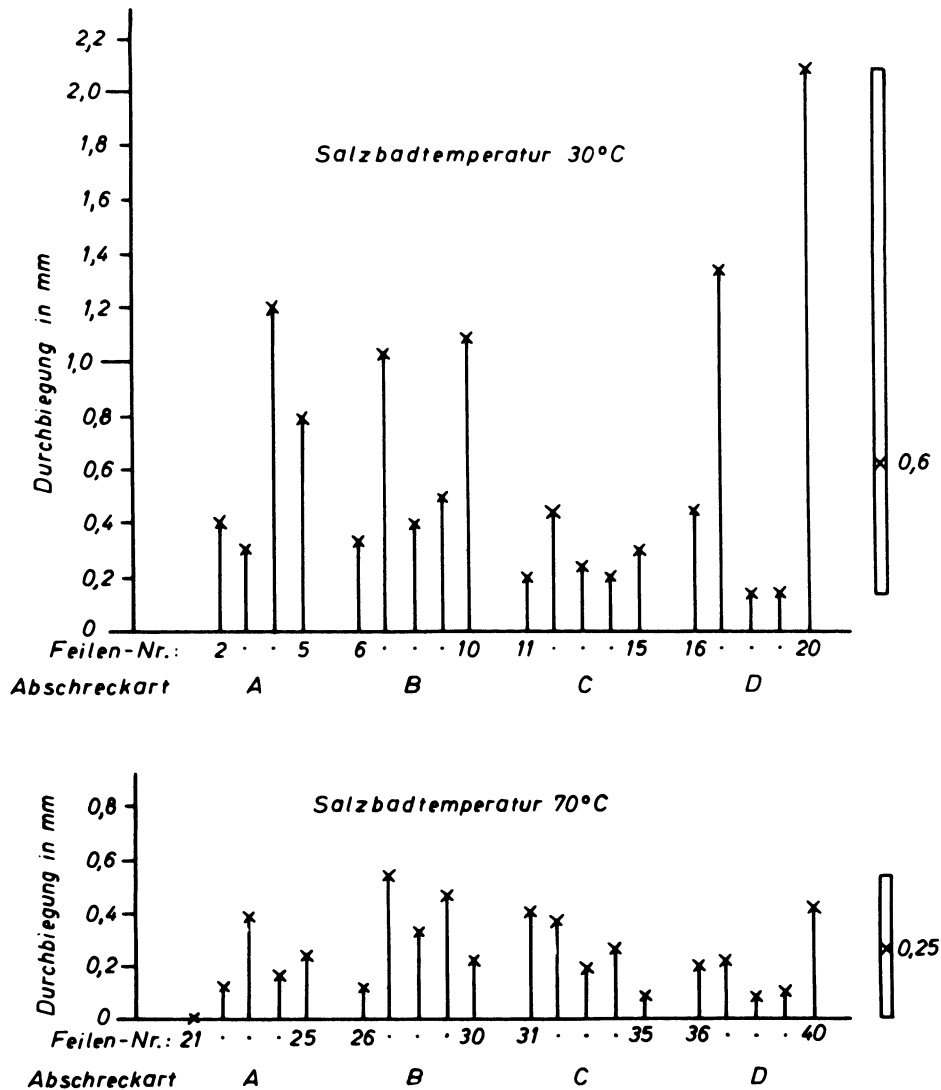 2,2
2,0
1,8
1,6
1,4
1,2
1,0
0,8
0,6
0,4
0,2
0
Durchbiegung in mm
Salzbadtemperatur 30°C
0,6
Feilen-Nr.: 2 · · 5 6 · · · 10 11 · · · 15 16 · · · 20
Abschreckart A B C D
0,8
0,6
0,4
0,2
0
Durchbiegung in mm
Salzbadtemperatur 70°C
0,25
Feilen-Nr.: 21 · · · 25 26 · · · 30 31 · · · 35 36 · · · 40
Abschreckart A B C D